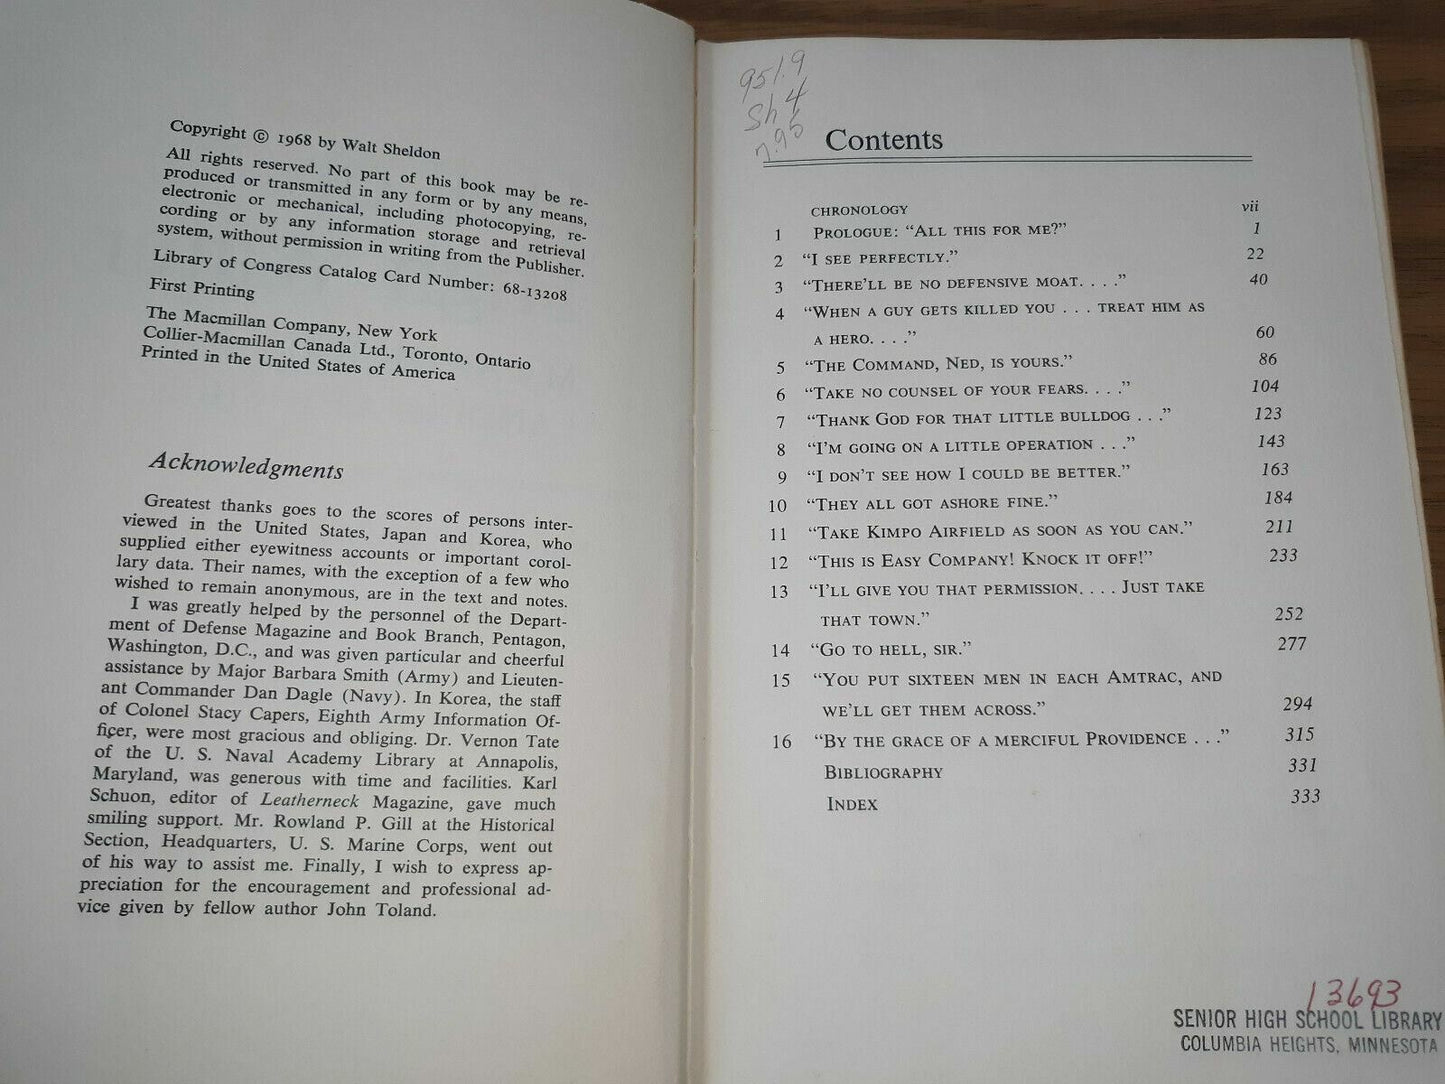 Copyright © 1968 by Walt Sheldon
All rights reserved. No part of this book may be re-
produced or transmitted in any form or by any means,
electronic or mechanical, including photocopying, re-
cording or by any information storage and retrieval
system, without permission in writing from the Publisher.
Library of Congress Catalog Card Number: 68-13208
First Printing
The Macmillan Company, New York
Collier-Macmillan Canada Ltd., Toronto, Ontario
Printed in the United States of America
Acknowledgments
Greatest thanks goes to the scores of persons inter-
viewed in the United States, Japan and Korea, who
supplied either eyewitness accounts or important corol-
lary data. Their names, with the exception of a few who
wished to remain anonymous, are in the text and notes.
I was greatly helped by the personnel of the Depart-
ment of Defense Magazine and Book Branch, Pentagon,
Washington, D.C., and was given particular and cheerful
assistance by Major Barbara Smith (Army) and Lieuten-
ant Commander Dan Dagle (Navy). In Korea, the staff
of Colonel Stacy Capers, Eighth Army Information Of-
ficer, were most gracious and obliging. Dr. Vernon Tate
of the U. S. Naval Academy Library at Annapolis,
Maryland, was generous with time and facilities. Karl
Schuon, editor of Leatherneck Magazine, gave much
smiling support. Mr. Rowland P. Gill at the Historical
Section, Headquarters, U. S. Marine Corps, went out
of his way to assist me. Finally, I wish to express ap-
preciation for the encouragement and professional ad-
vice given by fellow author John Toland.
951.9
Sh 4
7.95
Contents
CHRONOLOGY vii
1 PROLOGUE: "ALL THIS FOR ME?" 1
2 "I SEE PERFECTLY." 22
3 "THERE'LL BE NO DEFENSIVE MOAT. . . ." 40
4 "WHEN A GUY GETS KILLED YOU . . . TREAT HIM AS
A HERO. . . ." 60
5 "THE COMMAND, NED, IS YOURS." 86
6 "TAKE NO COUNSEL OF YOUR FEARS. . . ." 104
7 "THANK GOD FOR THAT LITTLE BULLDOG . . ." 123
8 "I'M GOING ON A LITTLE OPERATION . . ." 143
9 "I DON'T SEE HOW I COULD BE BETTER." 163
10 "THEY ALL GOT ASHORE FINE." 184
11 "TAKE KIMPO AIRFIELD AS SOON AS YOU CAN." 211
12 "THIS IS EASY COMPANY! KNOCK IT OFF!" 233
13 "I'LL GIVE YOU THAT PERMISSION. . . . JUST TAKE
THAT TOWN." 252
14 "GO TO HELL, SIR." 277
15 "YOU PUT SIXTEEN MEN IN EACH AMTRAC, AND
WE'LL GET THEM ACROSS." 294
16 "BY THE GRACE OF A MERCIFUL PROVIDENCE . . ." 315
BIBLIOGRAPHY 331
INDEX 333
13693
SENIOR HIGH SCHOOL LIBRARY
COLUMBIA HEIGHTS, MINNESOTA